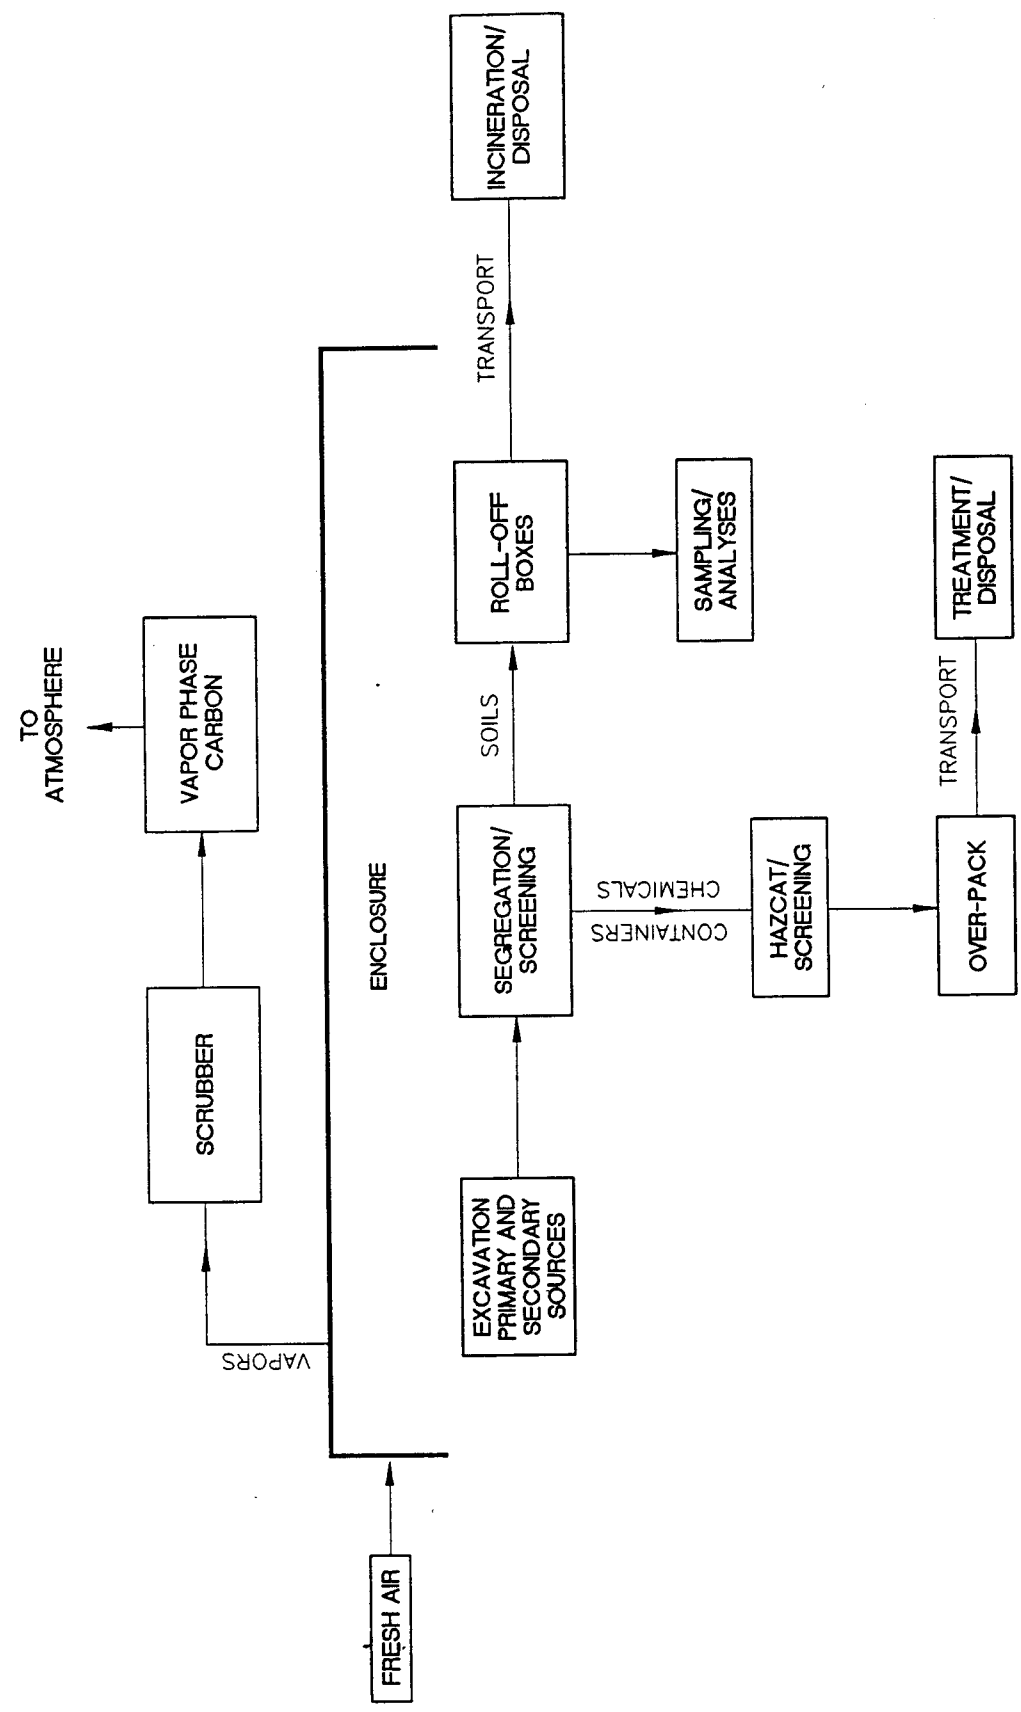 TO
ATMOSPHERE
SCRUBBER
VAPOR PHASE
CARBON
VAPORS
ENCLOSURE
FRESH AIR
EXCAVATION
PRIMARY AND
SECONDARY
SOURCES
SEGREGATION/
SCREENING
SOILS
ROLL-OFF
BOXES
TRANSPORT
INCINERATION/
DISPOSAL
CONTAINERS
CHEMICALS
SAMPLING/
ANALYSES
HAZCAT/
SCREENING
OVER-PACK
TRANSPORT
TREATMENT/
DISPOSAL